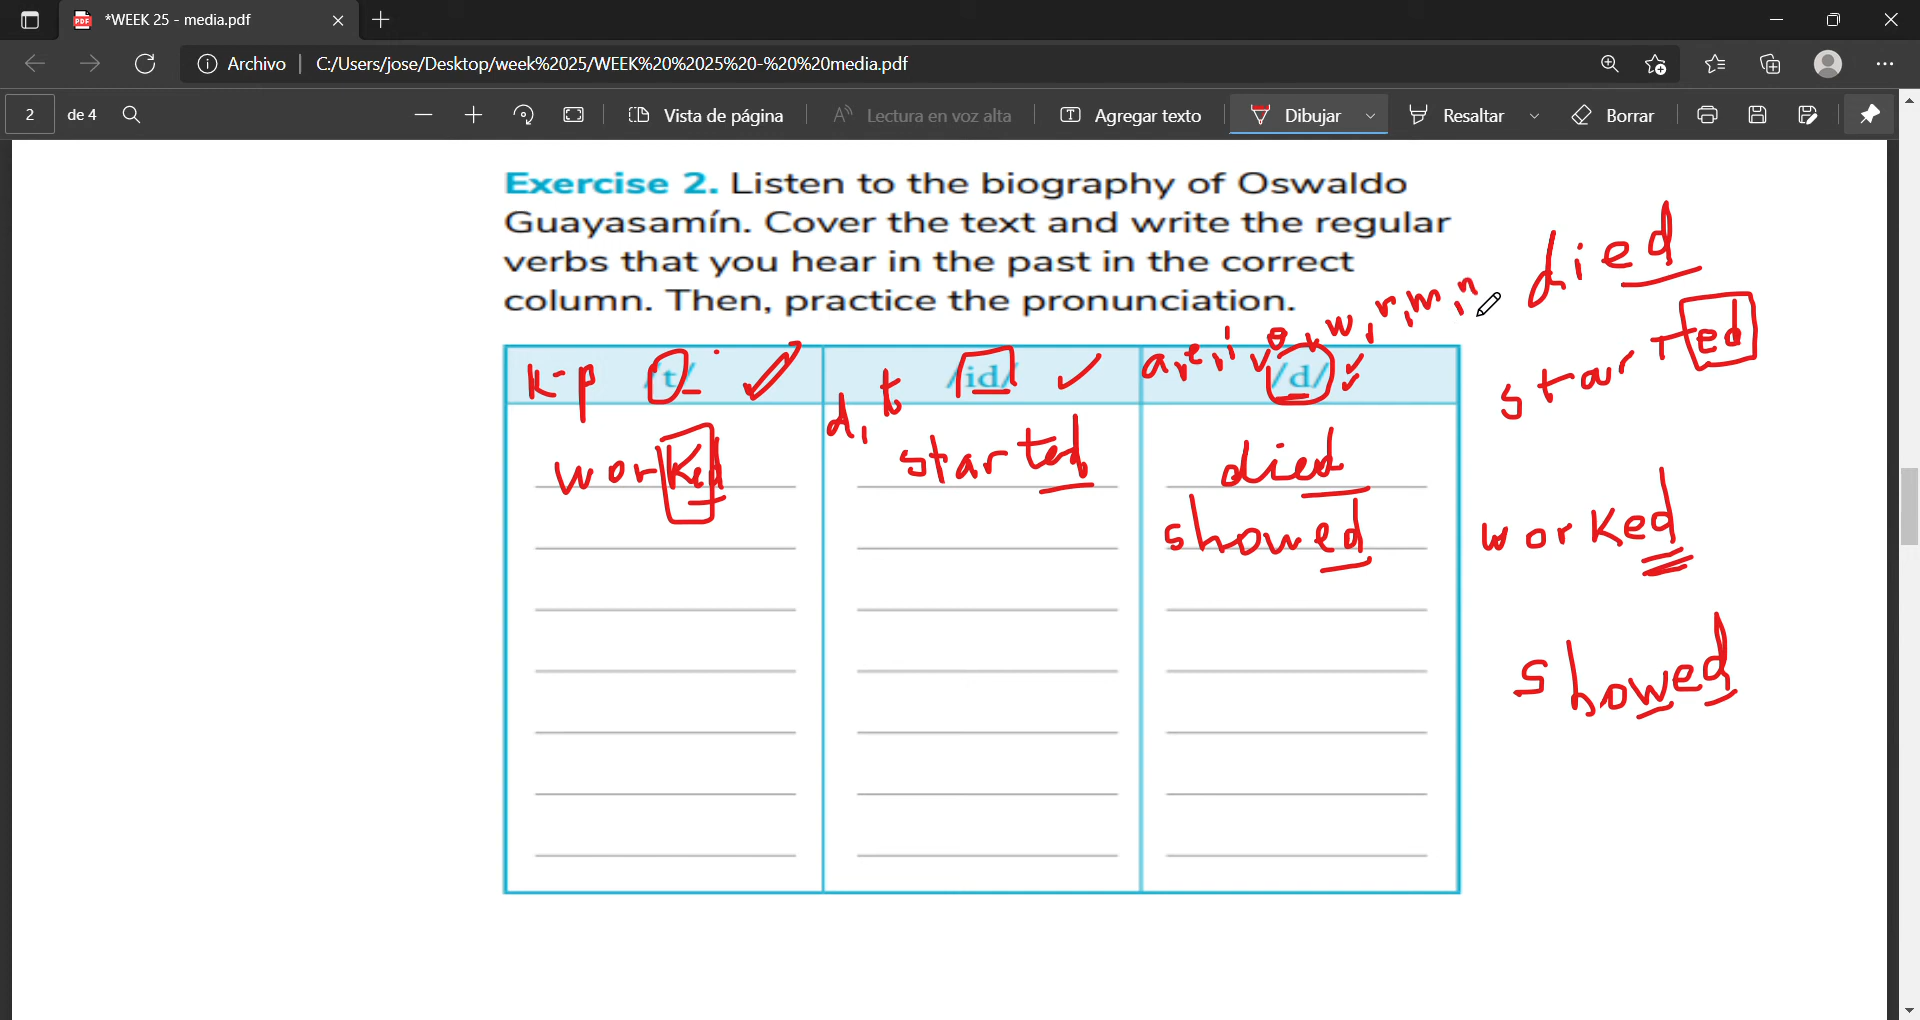 *WEEK 25 - media.pdf
Archivo | C:/Users/jose/Desktop/week%2025/WEEK%20%2025%20-%20%20media.pdf
2 de 4 Vista de página Lectura en voz alta Agregar texto Dibujar Resaltar Borrar
Exercise 2. Listen to the biography of Oswaldo
Guayasamín. Cover the text and write the regular
verbs that you hear in the past in the correct
column. Then, practice the pronunciation.
died
started
k-p /t/
d, t /id/
a, e, i, o, w, r, m, n /d/
worked started died
showed
worked
showed